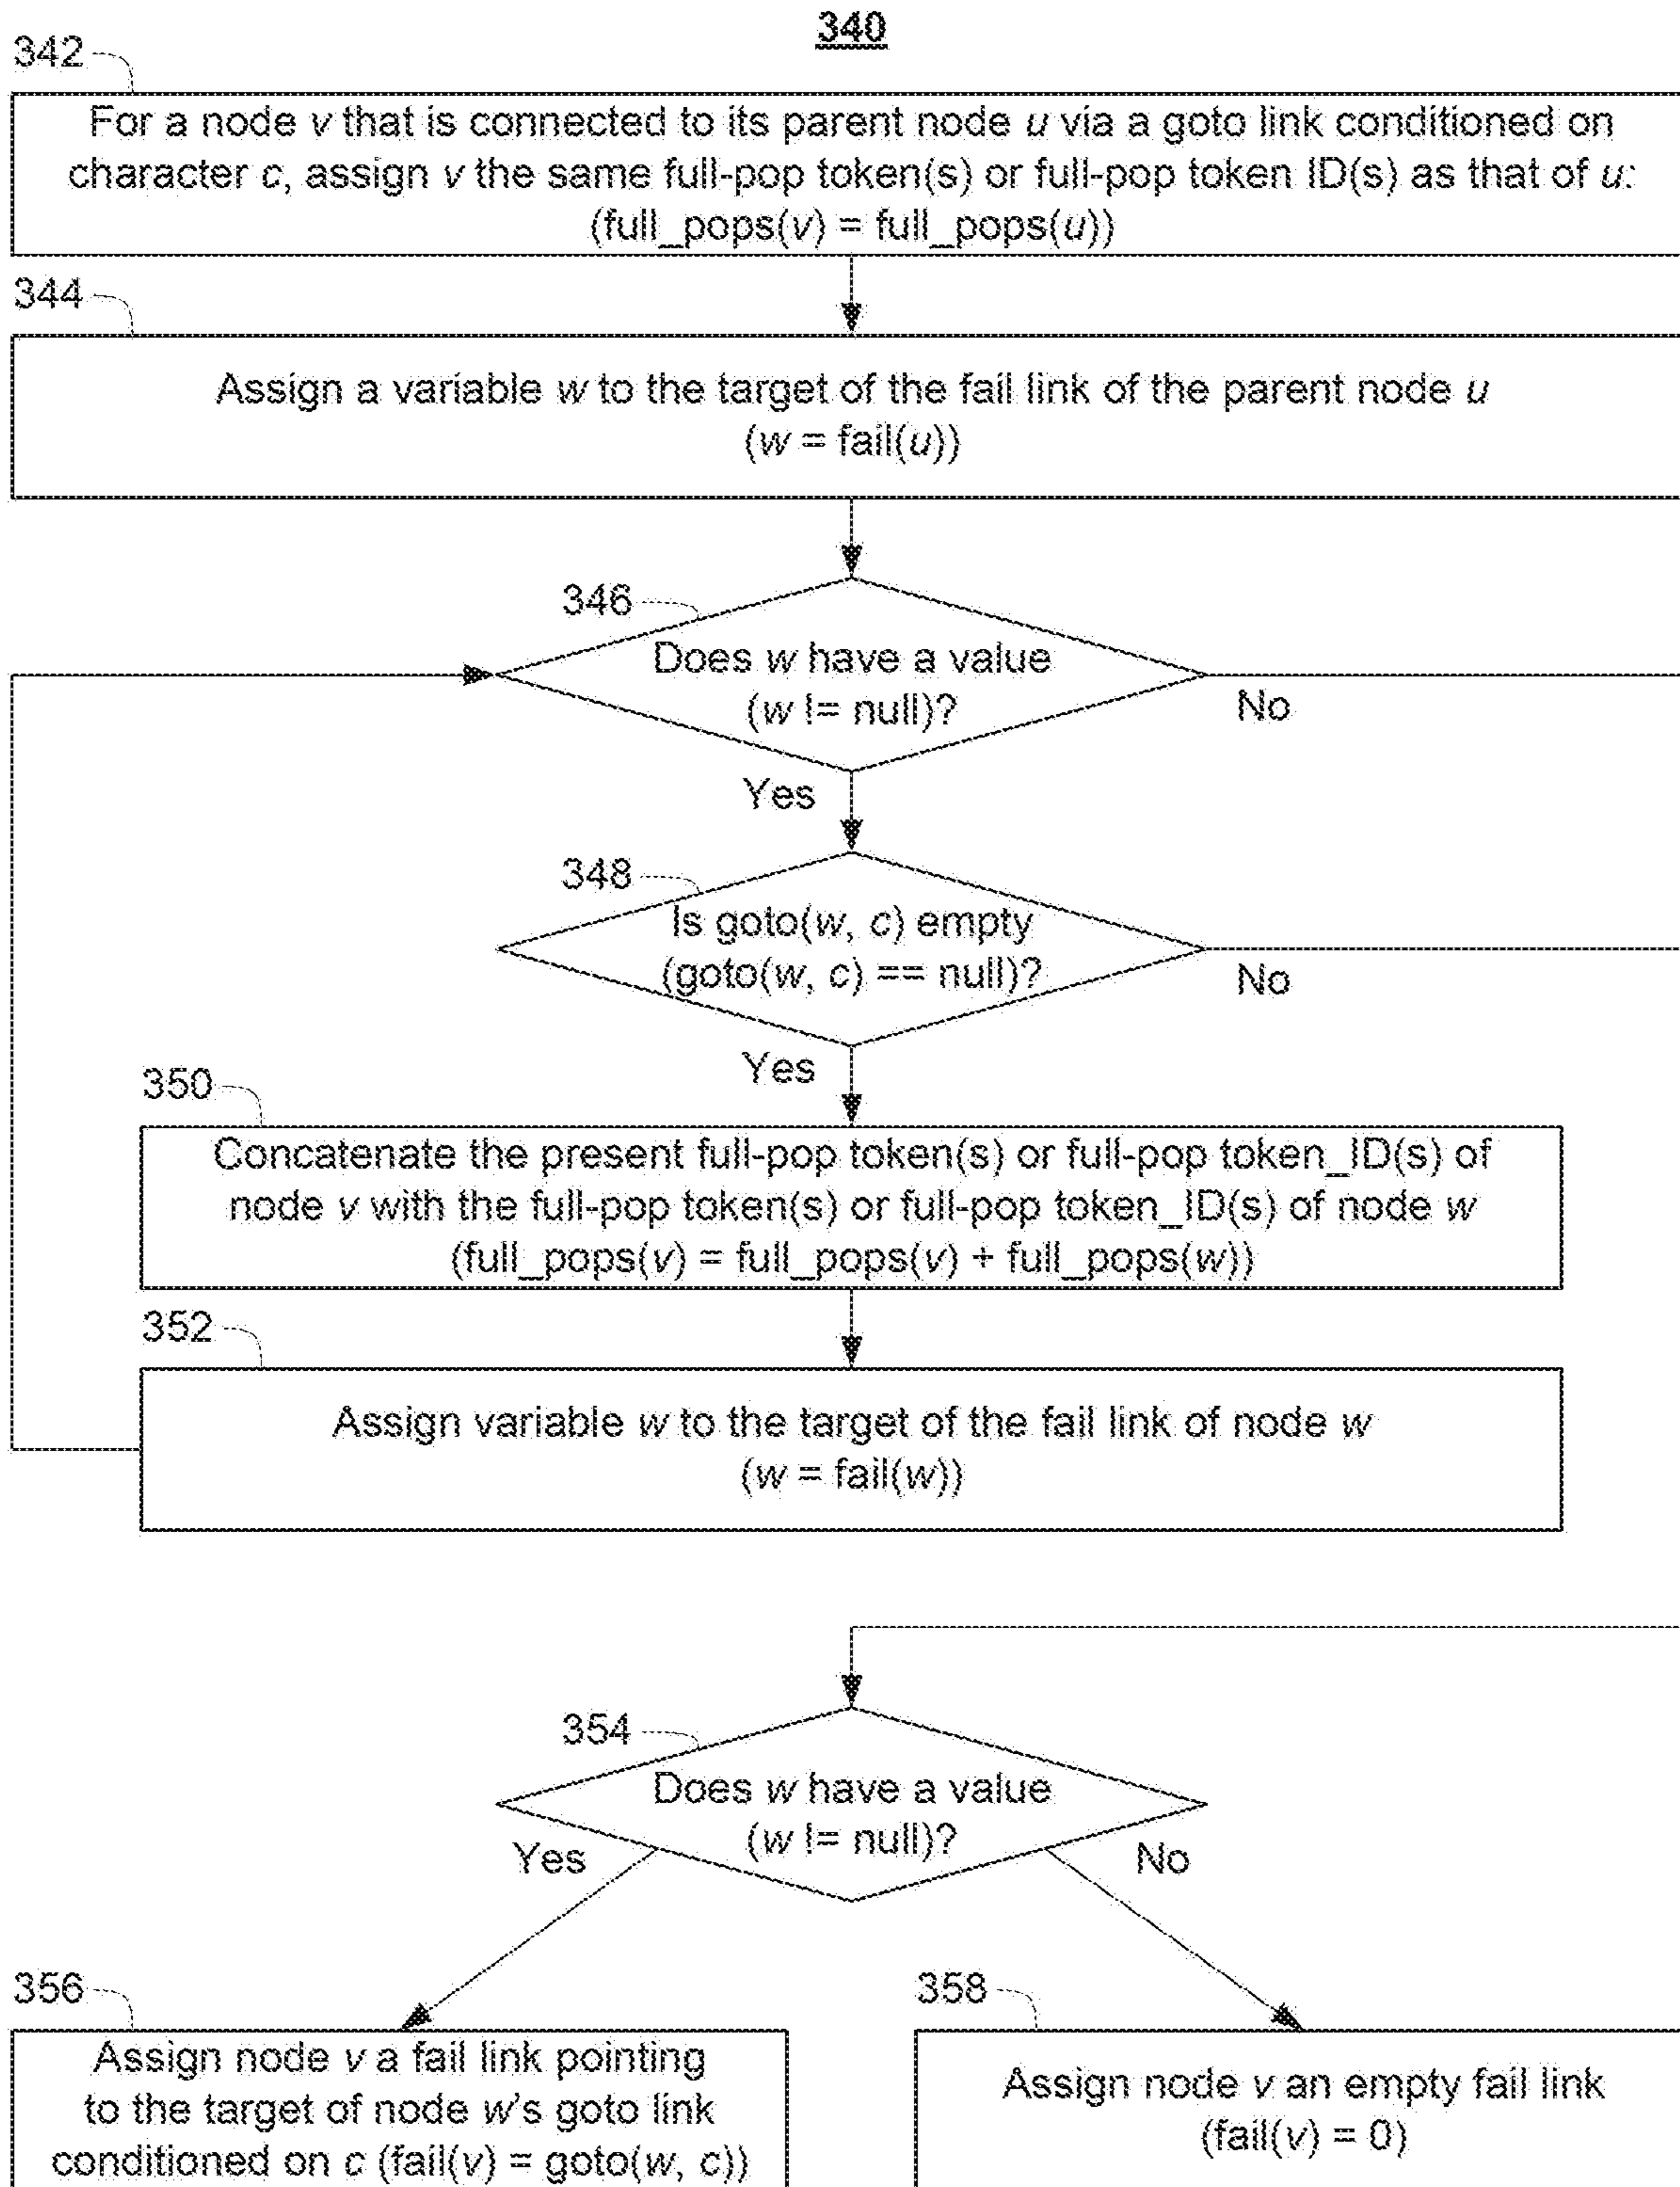 340
342
For a node v that is connected to its parent node u via a goto link conditioned on
character c, assign v the same full-pop token(s) or full-pop token ID(s) as that of u:
(full_pops(v) = full_pops(u))
344
Assign a variable w to the target of the fail link of the parent node u
(w = fail(u))
346
Does w have a value
(w != null)?
No
Yes
348
Is goto(w, c) empty
(goto(w, c) == null)?
No
Yes
350
Concatenate the present full-pop token(s) or full-pop token_ID(s) of
node v with the full-pop token(s) or full-pop token_ID(s) of node w
(full_pops(v) = full_pops(v) + full_pops(w))
352
Assign variable w to the target of the fail link of node w
(w = fail(w))
354
Does w have a value
(w != null)?
Yes
No
356
Assign node v a fail link pointing
to the target of node w's goto link
conditioned on c (fail(v) = goto(w, c))
358
Assign node v an empty fail link
(fail(v) = 0)